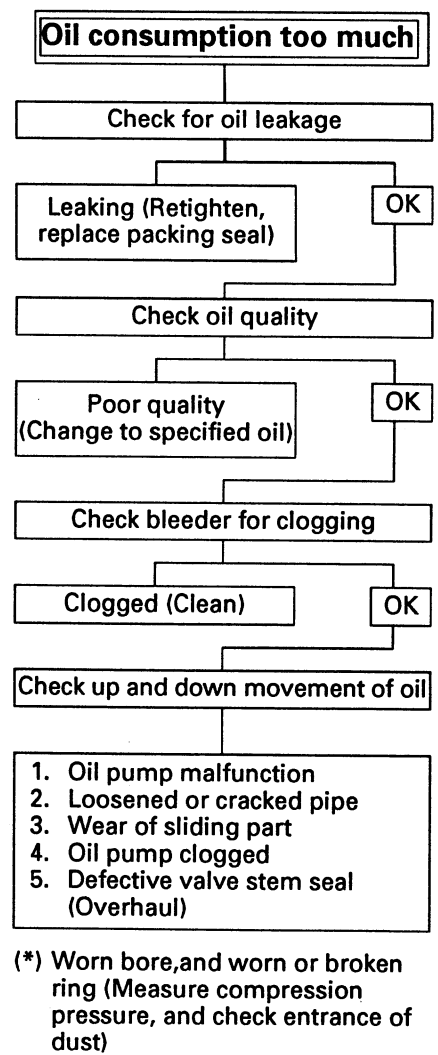 Oil consumption too much
Check for oil leakage
Leaking (Retighten,
replace packing seal)
OK
Check oil quality
Poor quality
(Change to specified oil)
OK
Check bleeder for clogging
Clogged (Clean)
OK
Check up and down movement of oil
1. Oil pump malfunction
2. Loosened or cracked pipe
3. Wear of sliding part
4. Oil pump clogged
5. Defective valve stem seal
(Overhaul)
(*) Worn bore,and worn or broken
ring (Measure compression
pressure, and check entrance of
dust)